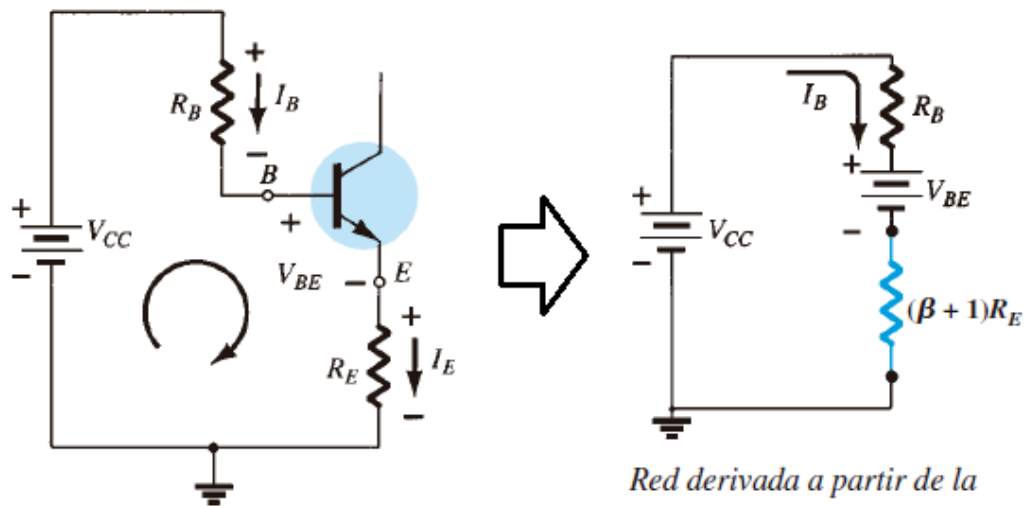 +
R_B
I_B
−
B
+
+
V_CC
−
V_BE
−
E
+
R_E
I_E
−
I_B
R_B
+
V_BE
+
V_CC
−
−
(β + 1)R_E
Red derivada a partir de la